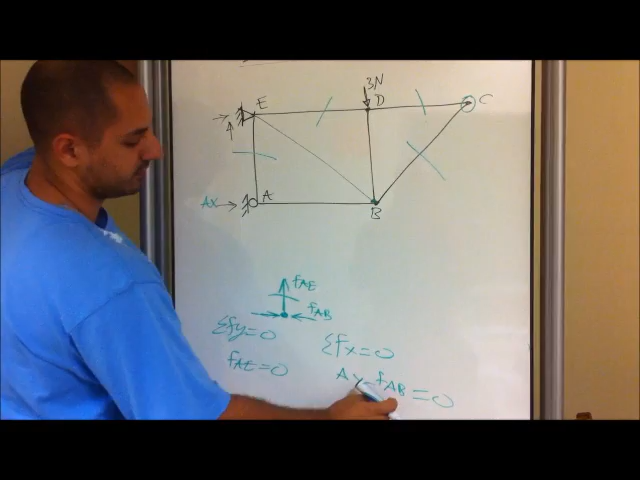 3N
E D C
Ax A
B
fAE
fAB
Σfy=0
Σfx=0
fAE=0
Ax-fAB=0